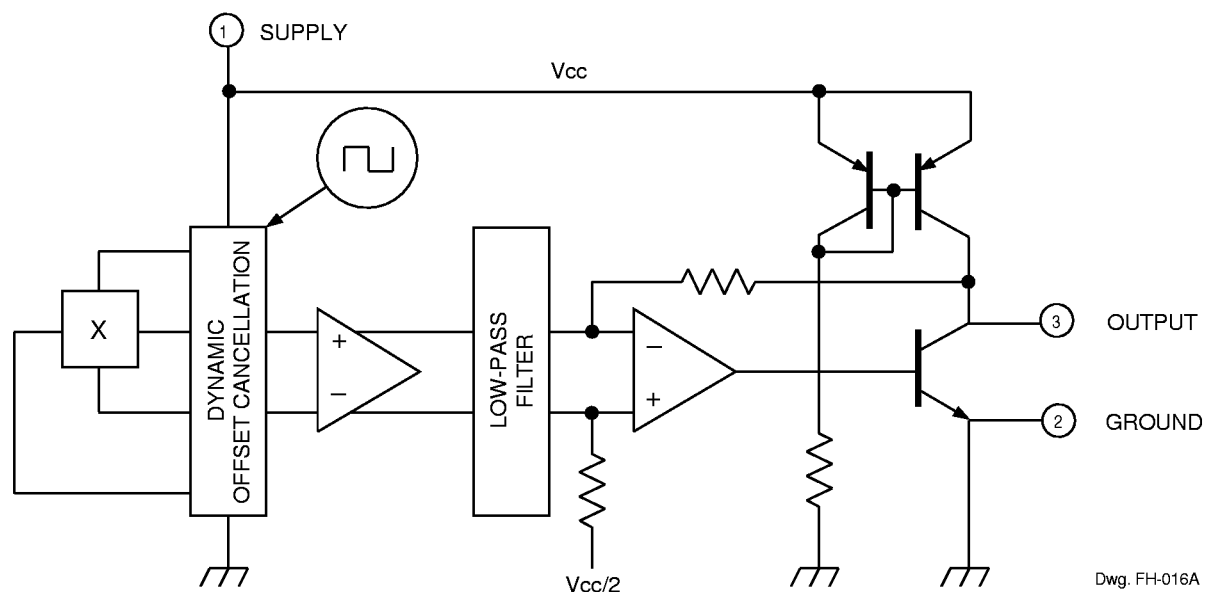 1 SUPPLY
Vcc
X
DYNAMIC
OFFSET CANCELLATION
+
−
LOW-PASS
FILTER
−
+
Vcc/2
3 OUTPUT
2 GROUND
Dwg. FH-016A